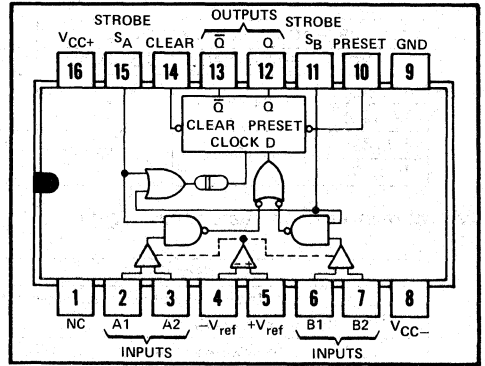 STROBE OUTPUTS STROBE
VCC+ SA CLEAR Q̅ Q SB PRESET GND
16 15 14 13 12 11 10 9
Q̅ Q
CLEAR PRESET
CLOCK D
- +
1 2 3 4 5 6 7 8
NC A1 A2 −Vref +Vref B1 B2 VCC−
INPUTS INPUTS